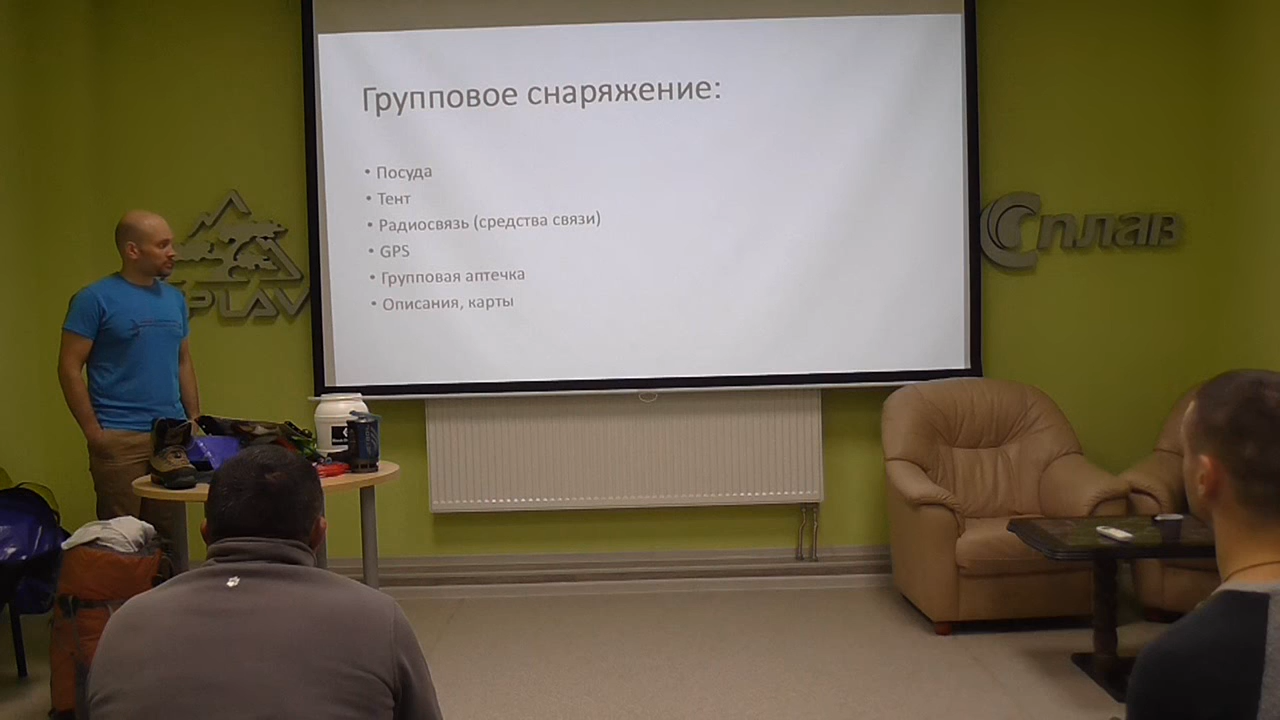 Групповое снаряжение:
• Посуда
• Тент
• Радиосвязь (средства связи)
• GPS
• Групповая аптечка
• Описания, карты
SPLAV
Сплав